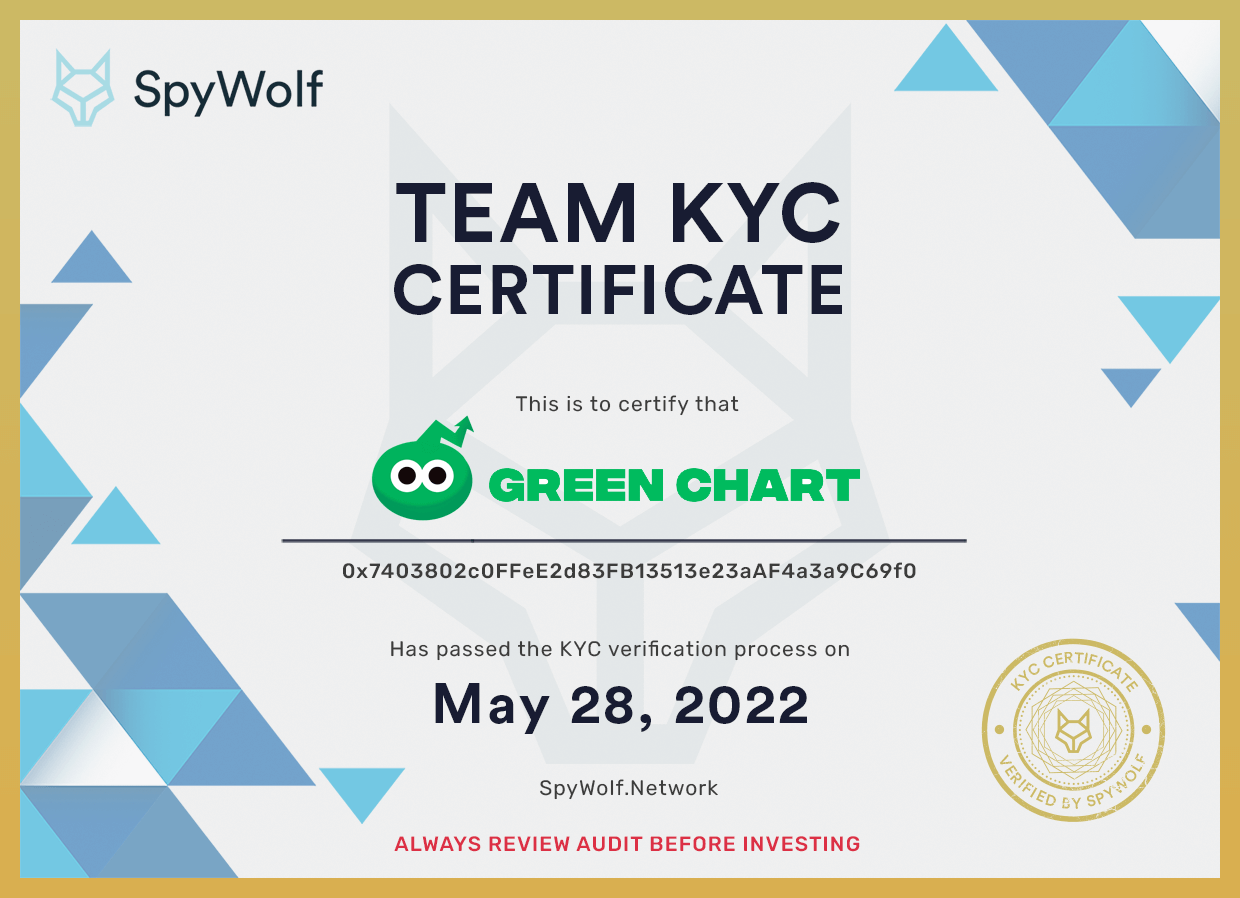 SpyWolf
TEAM KYC
CERTIFICATE
This is to certify that
GREEN CHART
0x7403802c0FFeE2d83FB13513e23aAF4a3a9C69f0
Has passed the KYC verification process on
May 28, 2022
KYC CERTIFICATE
VERIFIED BY SPYWOLF
SpyWolf.Network
ALWAYS REVIEW AUDIT BEFORE INVESTING